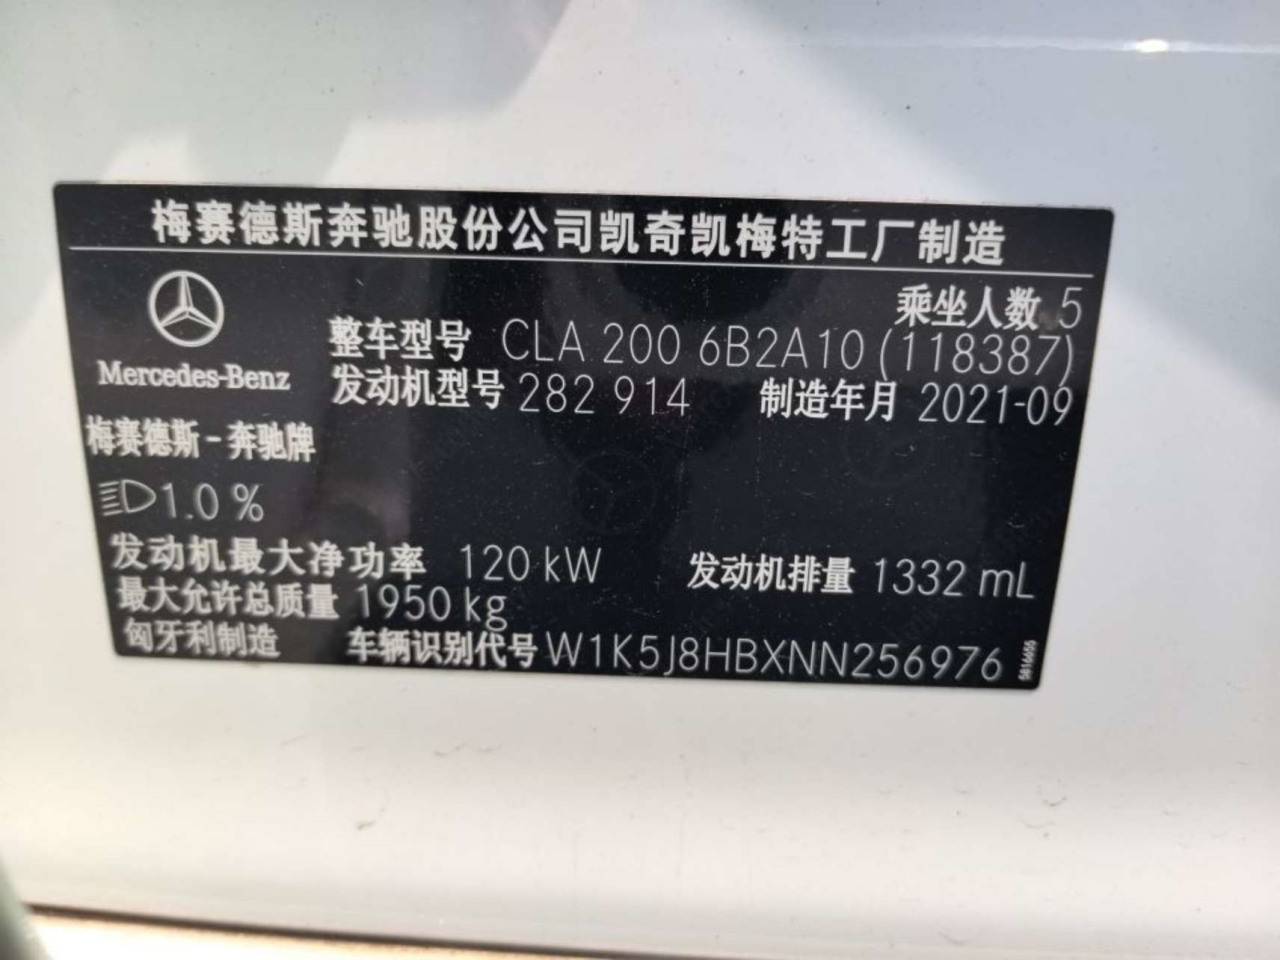 梅赛德斯奔驰股份公司凯奇凯梅特工厂制造
乘坐人数 5
Mercedes-Benz
整车型号 CLA 200 6B2A10 (118387)
发动机型号 282 914 制造年月 2021-09
梅赛德斯-奔驰牌
1.0 %
发动机最大净功率 120 kW 发动机排量 1332 mL
最大允许总质量 1950 kg
匈牙利制造 车辆识别代号 W1K5J8HBXNN256976
5816655